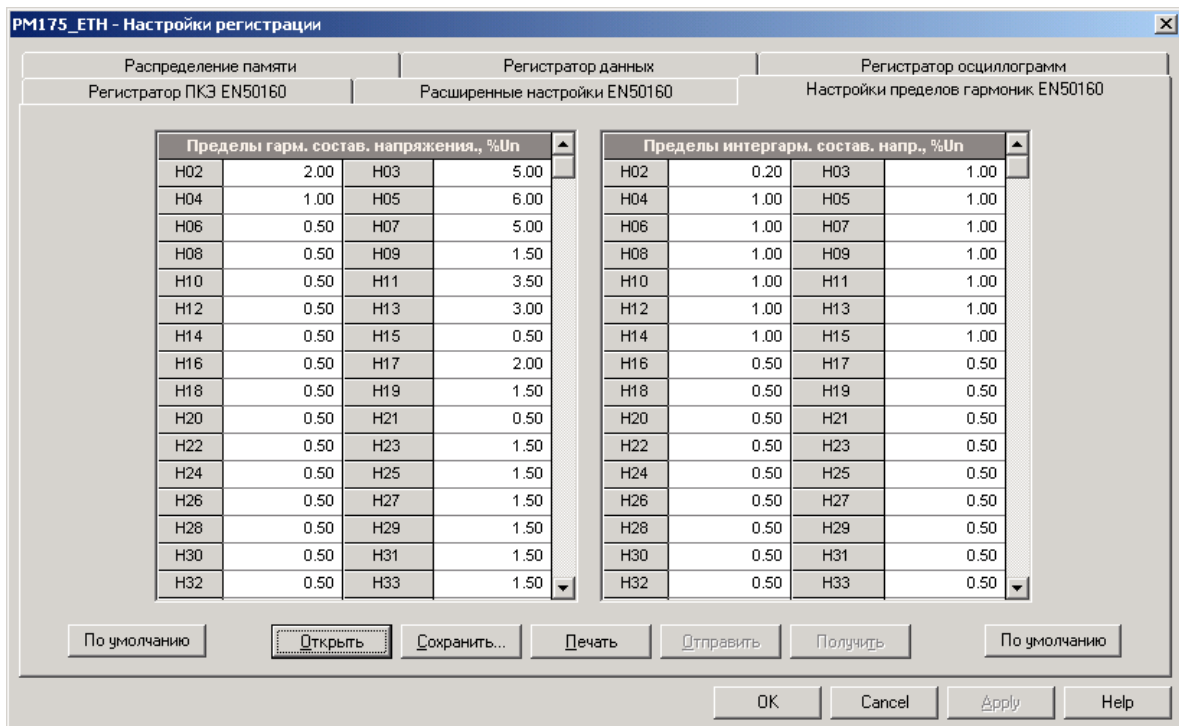 PM175_ETH - Настройки регистрации
Распределение памяти Регистратор данных Регистратор осциллограмм
Регистратор ПКЭ EN50160 Расширенные настройки EN50160 Настройки пределов гармоник EN50160
Пределы гарм. состав. напряжения., %Un Пределы интергарм. состав. напр., %Un
H02 2.00 H03 5.00 H02 0.20 H03 1.00
H04 1.00 H05 6.00 H04 1.00 H05 1.00
H06 0.50 H07 5.00 H06 1.00 H07 1.00
H08 0.50 H09 1.50 H08 1.00 H09 1.00
H10 0.50 H11 3.50 H10 1.00 H11 1.00
H12 0.50 H13 3.00 H12 1.00 H13 1.00
H14 0.50 H15 0.50 H14 1.00 H15 1.00
H16 0.50 H17 2.00 H16 0.50 H17 0.50
H18 0.50 H19 1.50 H18 0.50 H19 0.50
H20 0.50 H21 0.50 H20 0.50 H21 0.50
H22 0.50 H23 1.50 H22 0.50 H23 0.50
H24 0.50 H25 1.50 H24 0.50 H25 0.50
H26 0.50 H27 1.50 H26 0.50 H27 0.50
H28 0.50 H29 1.50 H28 0.50 H29 0.50
H30 0.50 H31 1.50 H30 0.50 H31 0.50
H32 0.50 H33 1.50 H32 0.50 H33 0.50
По умолчанию Открыть Сохранить... Печать Отправить Получить По умолчанию
OK Cancel Apply Help